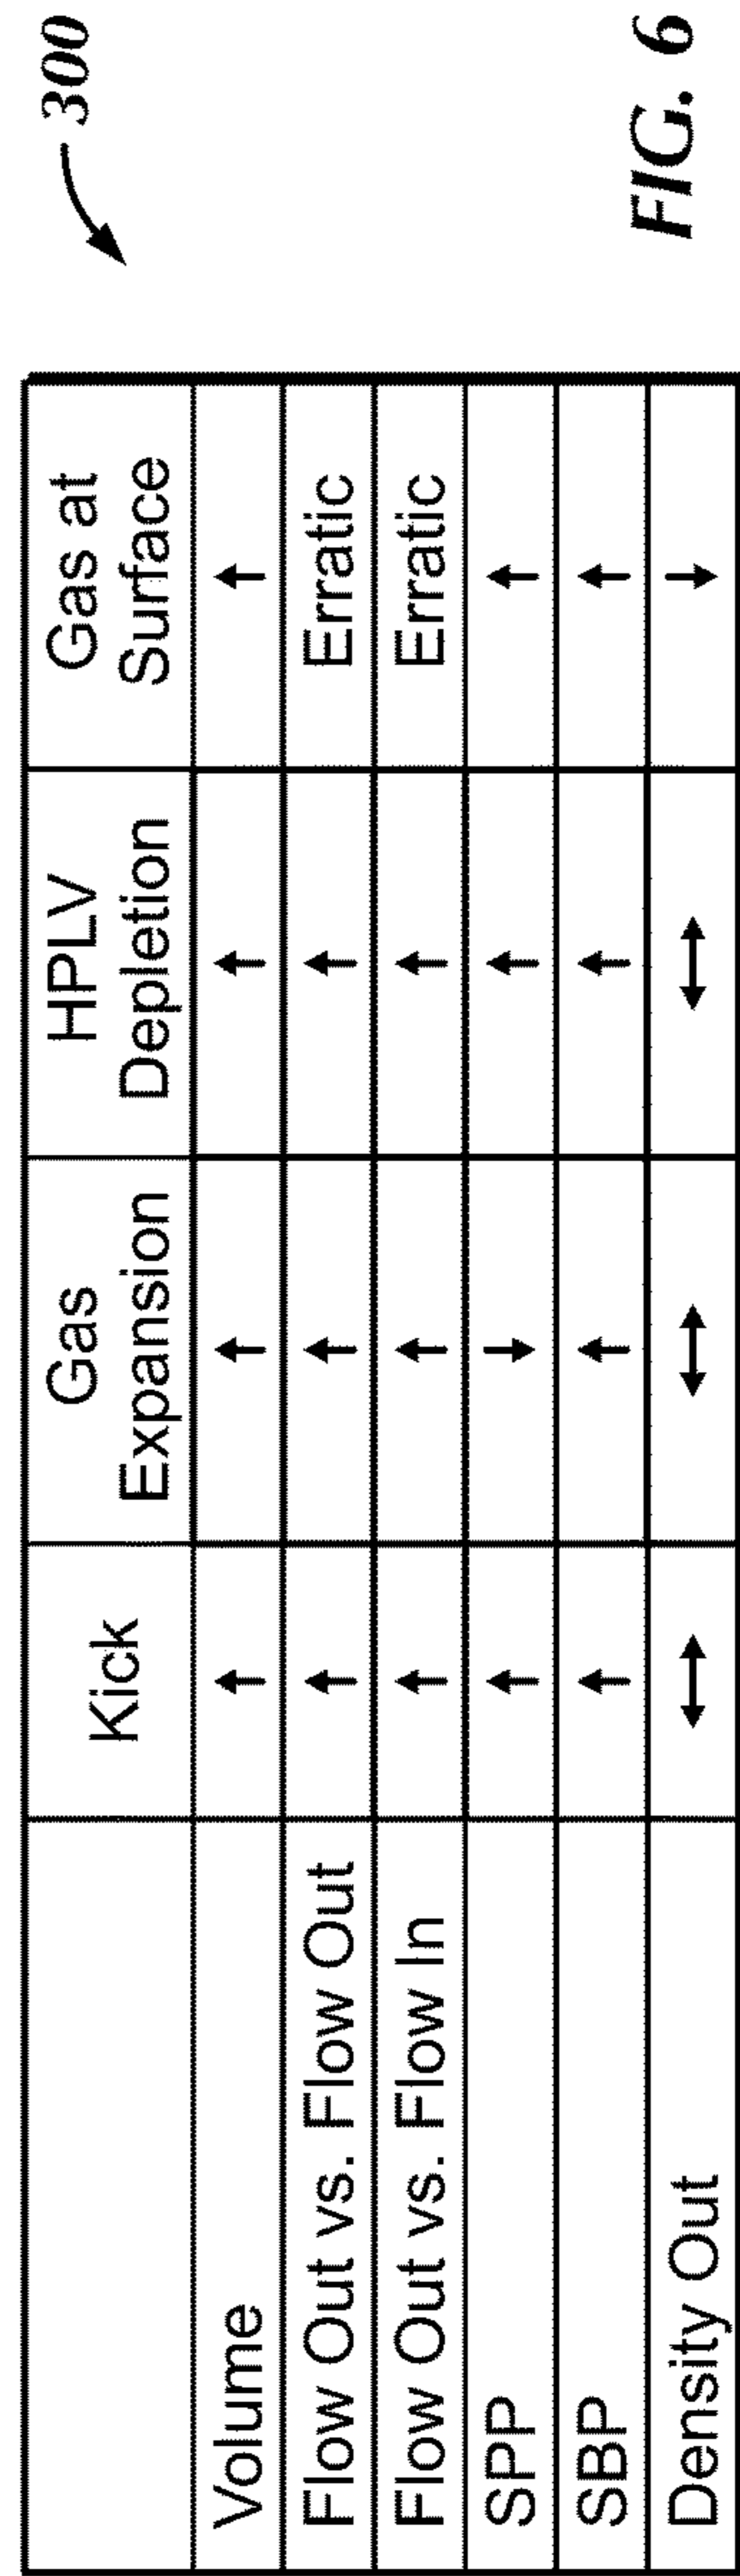 300
Kick Gas Expansion HPLV Depletion Gas at Surface
Volume ↑ ↑ ↑ ↑
Flow Out vs. Flow Out ↑ ↑ ↑ Erratic
Flow Out vs. Flow In ↑ ↑ ↑ Erratic
SPP ↑ ↓ ↑ ↑
SBP ↑ ↑ ↑ ↑
Density Out ↔ ↔ ↔ ↓
FIG. 6